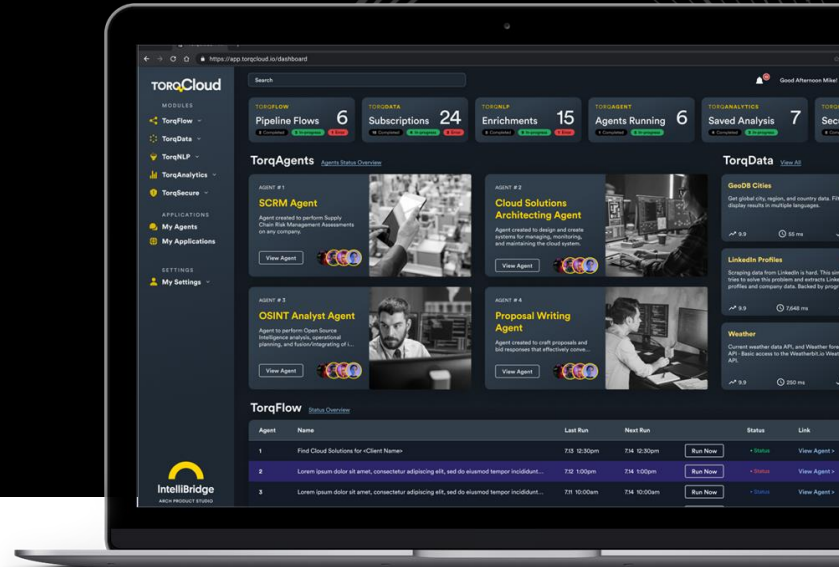 https://app.torqcloud.io/dashboard
TORQCloud
Search
Good Afternoon Mike!
MODULES
TorqFlow
TorqData
TorqNLP
TorqAnalytics
TorqSecure
APPLICATIONS
My Agents
My Applications
SETTINGS
My Settings
IntelliBridge
ARCH PRODUCT STUDIO
TORQFLOW
Pipeline Flows 6
TORQDATA
Subscriptions 24
TORQNLP
Enrichments 15
TORQAGENT
Agents Running 6
TORQANALYTICS
Saved Analysis 7
TorqAgents Agents Status Overview
AGENT #1
SCRM Agent
Agent created to perform Supply
Chain Risk Management Assessments
on any company.
View Agent
AGENT #2
Cloud Solutions
Architecting Agent
Agent created to design and create
systems for managing, monitoring,
and maintaining the cloud system.
View Agent
AGENT #3
OSINT Analyst Agent
Agent to perform Open Source
Intelligence analysis, operational
planning, and fusion/integrating of i...
View Agent
AGENT #4
Proposal Writing
Agent
Agent created to craft proposals and
bid responses that effectively conve...
View Agent
TorqData View All
GeoDB Cities
Get global city, region, and country data. Filt
display results in multiple languages.
9.9 55 ms
LinkedIn Profiles
Scraping data from LinkedIn is hard. This sim
tries to solve this problem and extracts Linke
profiles and company data. Backed by progr
9.9 7,648 ms
Weather
Current weather data API, and Weather fore
API - Basic access to the Weatherbit.io Weat
API.
9.9 250 ms
TorqFlow Status Overview
Agent Name Last Run Next Run Status Link
1 Find Cloud Solutions for <Client Name> 7.13 12:30pm 7.14 12:30pm Run Now • Status View Agent >
2 Lorem ipsum dolor sit amet, consectetur adipiscing elit, sed do eiusmod tempor incididunt... 7.12 1:00pm 7.14 1:00pm Run Now • Status View Agent >
3 Lorem ipsum dolor sit amet, consectetur adipiscing elit, sed do eiusmod tempor incididunt... 7.11 10:00am 7.14 10:00am Run Now • Status View Agent >